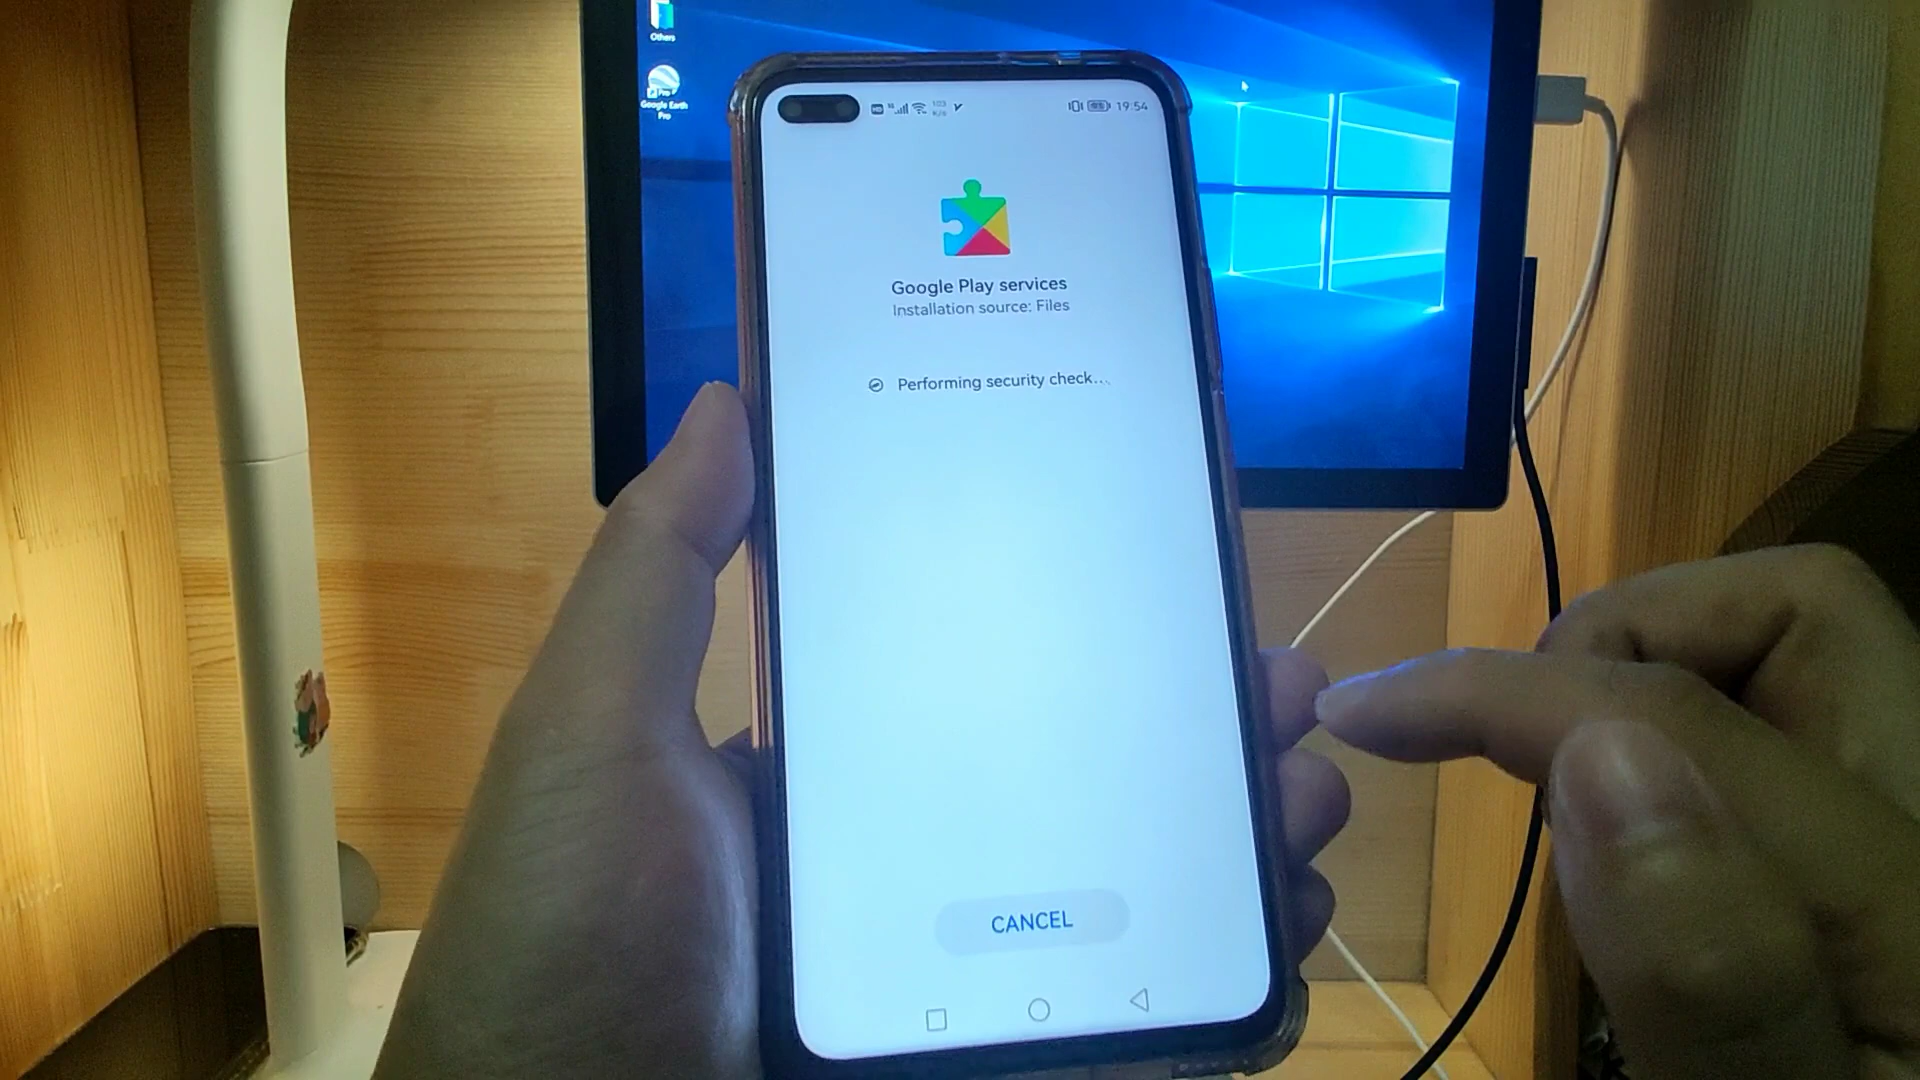 Others
Google Earth
Pro
19:54
Google Play services
Installation source: Files
Performing security check...
CANCEL